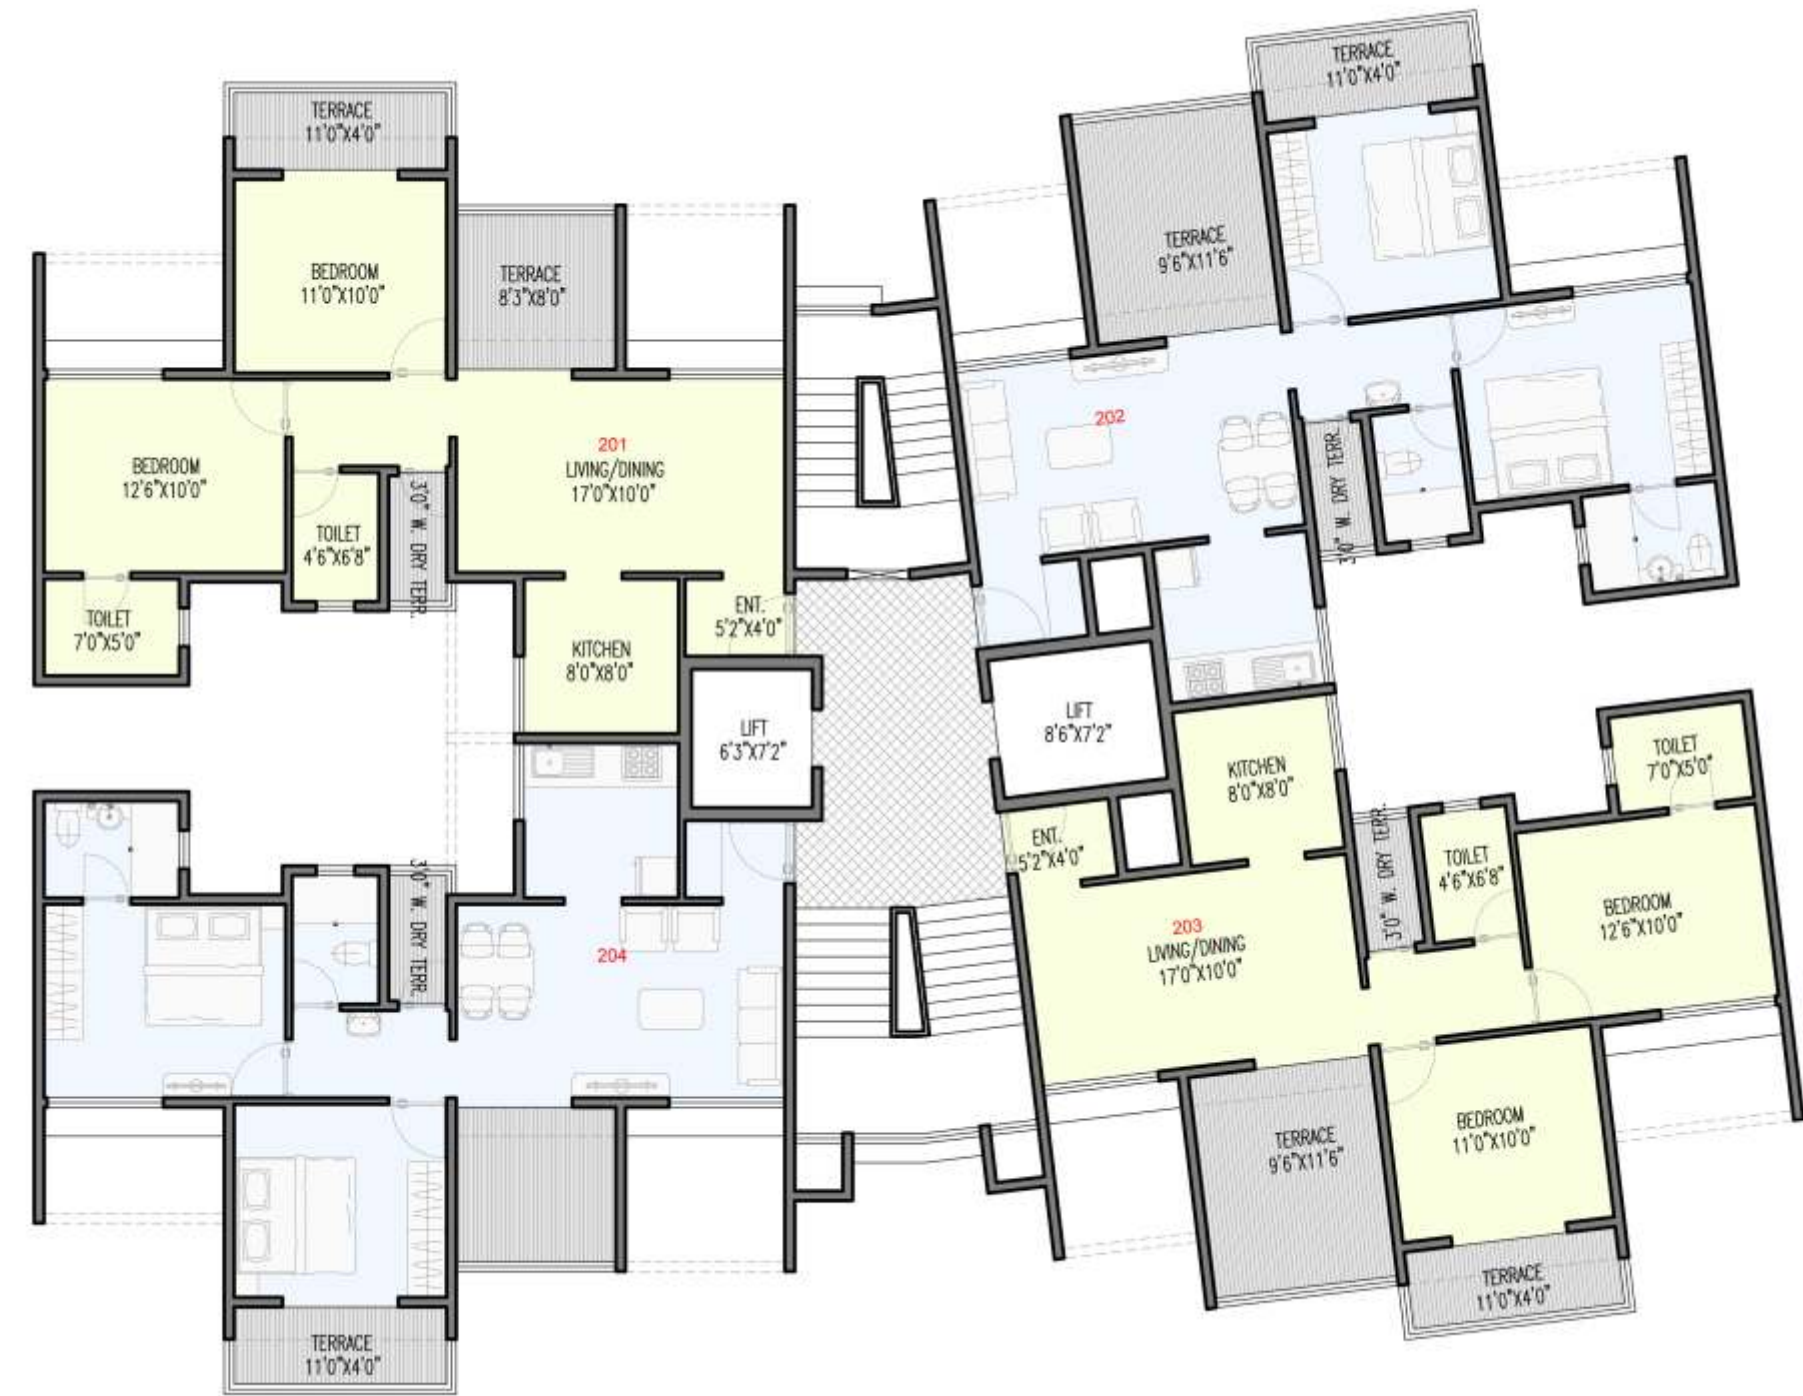 TERRACE
11'0"X4'0"
BEDROOM
11'0"X10'0"
TERRACE
8'3"X8'0"
BEDROOM
12'6"X10'0"
201
LIVING/DINING
17'0"X10'0"
TOILET
4'6"X6'8"
3'0" W. DRY TERR.
TOILET
7'0"X5'0"
KITCHEN
8'0"X8'0"
ENT.
5'2"X4'0"
LIFT
6'3"X7'2"
TERRACE
11'0"X4'0"
TERRACE
9'6"X11'6"
202
3'0" W. DRY TERR.
LIFT
8'6"X7'2"
KITCHEN
8'0"X8'0"
TOILET
7'0"X5'0"
ENT.
5'2"X4'0"
3'0" W. DRY TERR.
TOILET
4'6"X6'8"
BEDROOM
12'6"X10'0"
203
LIVING/DINING
17'0"X10'0"
BEDROOM
11'0"X10'0"
TERRACE
9'6"X11'6"
TERRACE
11'0"X4'0"
3'0" W. DRY TERR.
204
TERRACE
11'0"X4'0"